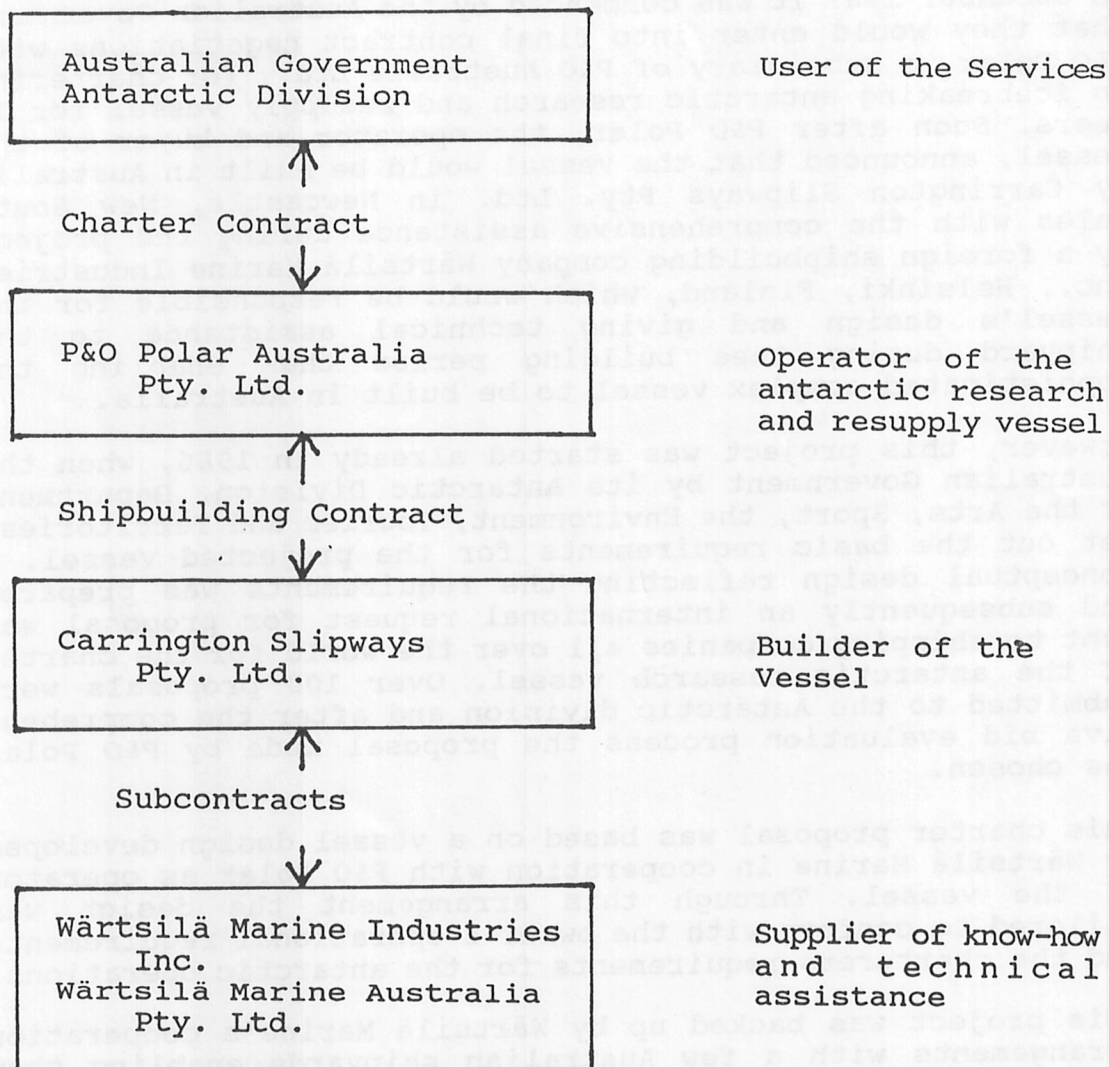 Australian Government
Antarctic Division
User of the Services
Charter Contract
P&O Polar Australia
Pty. Ltd.
Operator of the
antarctic research
and resupply vessel
Shipbuilding Contract
Carrington Slipways
Pty. Ltd.
Builder of the
Vessel
Subcontracts
Wärtsilä Marine Industries
Inc.
Wärtsilä Marine Australia
Pty. Ltd.
Supplier of know-how
and technical
assistance